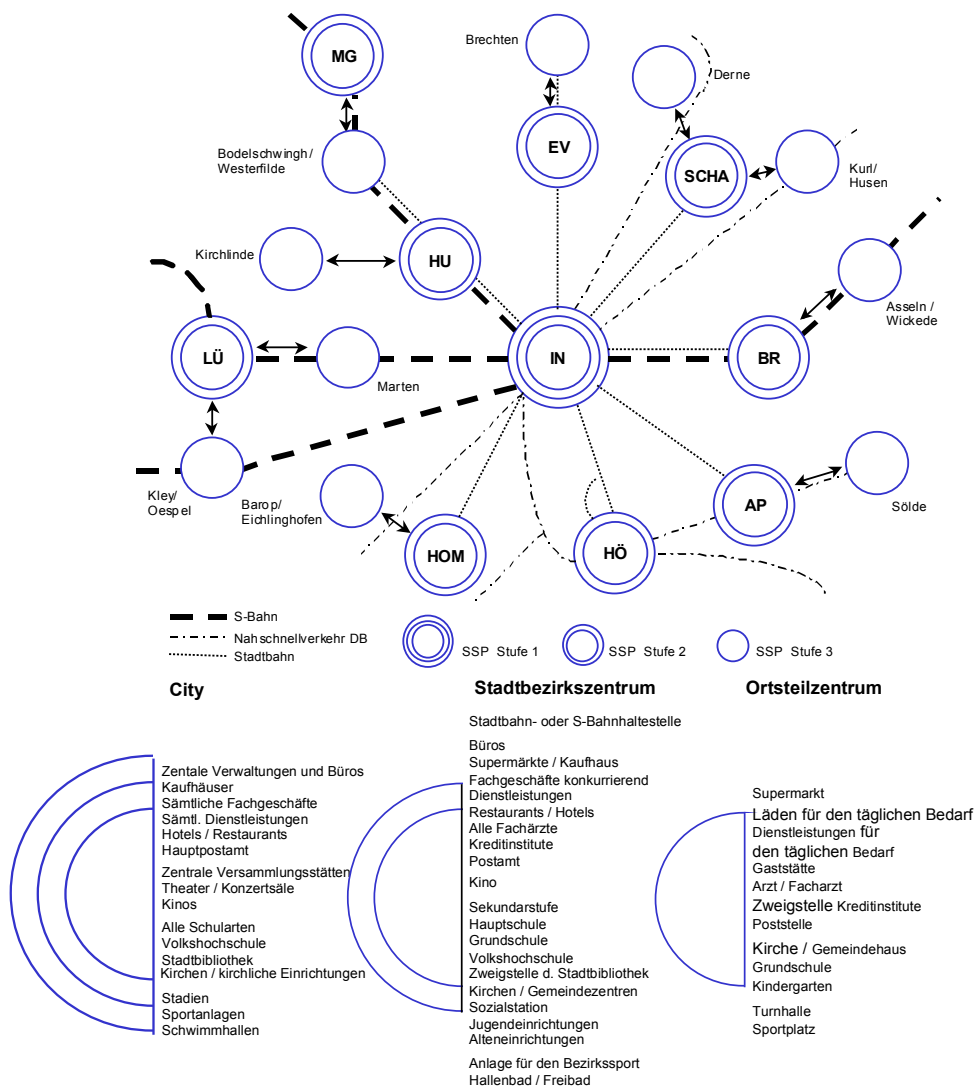 MG
Brechten
Derne
EV
SCHA
Bodelschwingh/
Westerfilde
Kurl/
Husen
Kirchlinde
HU
Asseln /
Wickede
LÜ
IN
BR
Marten
Kley/
Oespel
Barop/
Eichlinghofen
AP
Sölde
HOM
HÖ
S-Bahn
Nahschnellverkehr DB
Stadtbahn
SSP Stufe 1
SSP Stufe 2
SSP Stufe 3
City
Zentale Verwaltungen und Büros
Kaufhäuser
Sämtliche Fachgeschäfte
Sämtl. Dienstleistungen
Hotels / Restaurants
Hauptpostamt
Zentrale Versammlungsstätten
Theater / Konzertsäle
Kinos
Alle Schularten
Volkshochschule
Stadtbibliothek
Kirchen / kirchliche Einrichtungen
Stadien
Sportanlagen
Schwimmhallen
Stadtbezirkszentrum
Stadtbahn- oder S-Bahnhaltestelle
Büros
Supermärkte / Kaufhaus
Fachgeschäfte konkurrierend
Dienstleistungen
Restaurants / Hotels
Alle Fachärzte
Kreditinstitute
Postamt
Kino
Sekundarstufe
Hauptschule
Grundschule
Volkshochschule
Zweigstelle d. Stadtbibliothek
Kirchen / Gemeindezentren
Sozialstation
Jugendeinrichtungen
Alteneinrichtungen
Anlage für den Bezirkssport
Hallenbad / Freibad
Ortsteilzentrum
Supermarkt
Läden für den täglichen Bedarf
Dienstleistungen für
den täglichen Bedarf
Gaststätte
Arzt / Facharzt
Zweigstelle Kreditinstitute
Poststelle
Kirche / Gemeindehaus
Grundschule
Kindergarten
Turnhalle
Sportplatz